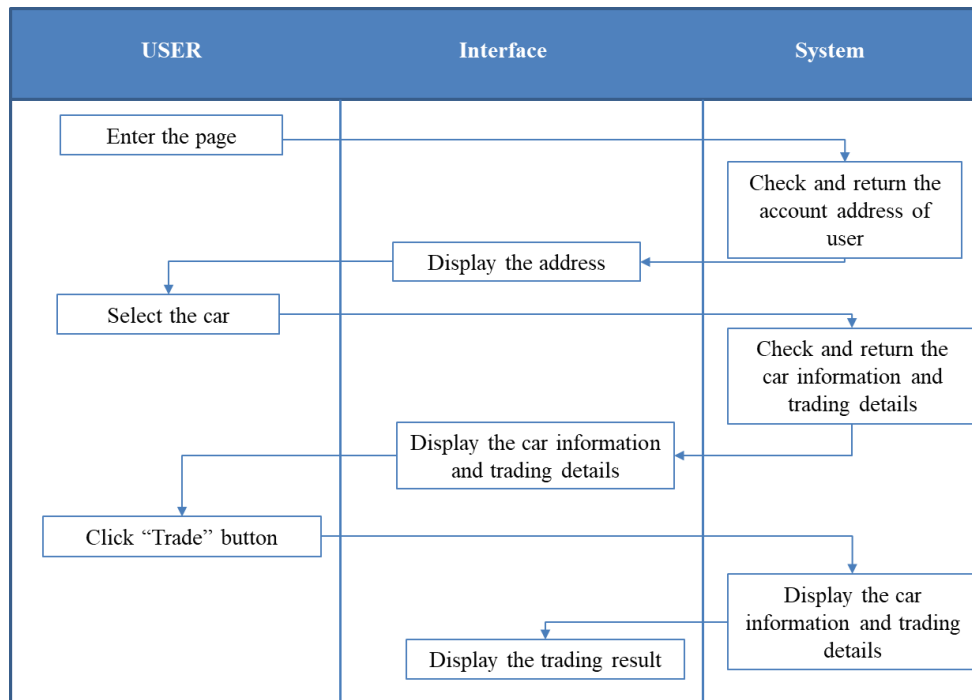 USER
Interface
System
Enter the page
Check and return the
account address of
user
Display the address
Select the car
Check and return the
car information and
trading details
Display the car information
and trading details
Click “Trade” button
Display the car
information and trading
details
Display the trading result